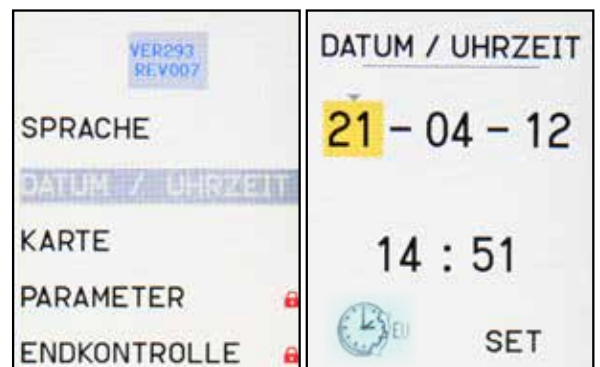 VER293
REV007
SPRACHE
DATUM / UHRZEIT
KARTE
PARAMETER
ENDKONTROLLE
DATUM / UHRZEIT
21 - 04 - 12
14 : 51
EU
SET